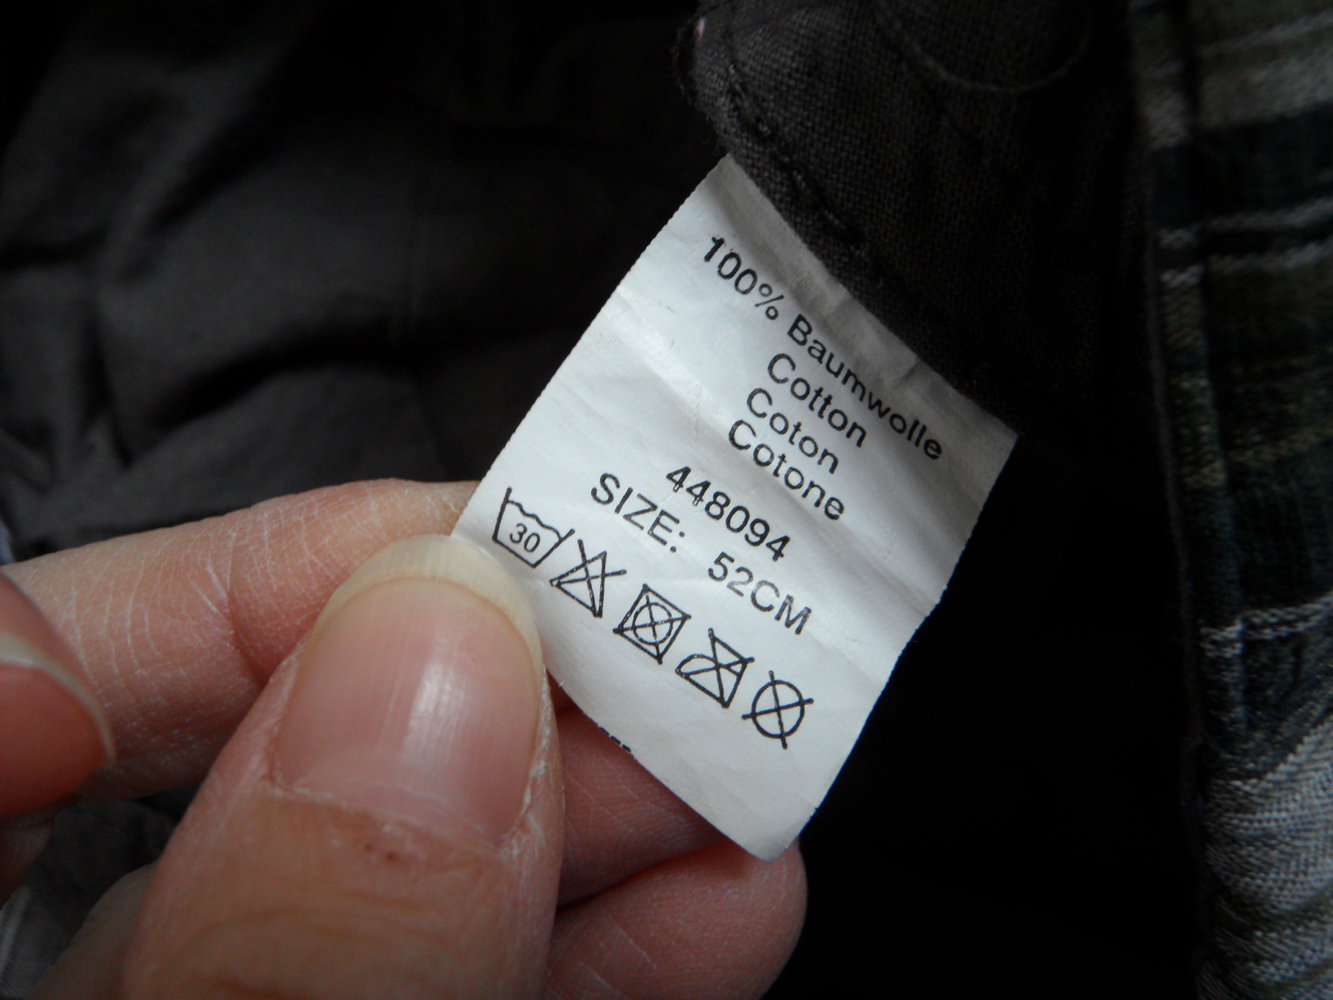 100% Baumwolle
Cotton
Coton
Cotone
448094
SIZE: 52CM
30